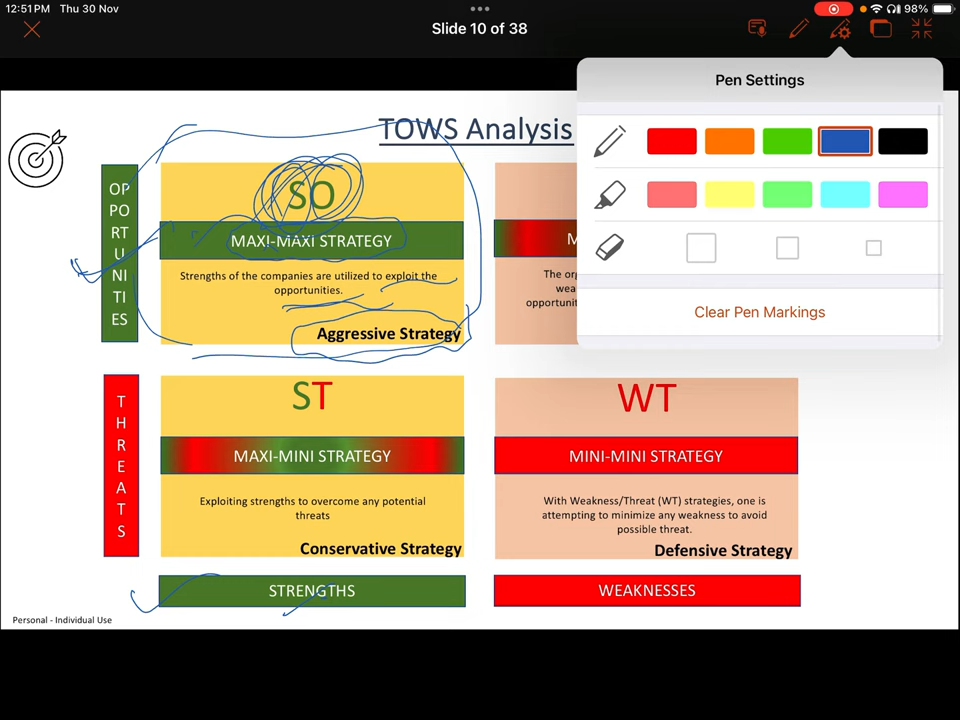 12:51 PM Thu 30 Nov
98%
Slide 10 of 38
Pen Settings
Clear Pen Markings
TOWS Analysis
OP
PO
RT
U
NI
TI
ES
SO
MAXI-MAXI STRATEGY
Strengths of the companies are utilized to exploit the
opportunities.
Aggressive Strategy
M
The
opportunit
T
H
R
E
A
T
S
ST
MAXI-MINI STRATEGY
Exploiting strengths to overcome any potential
threats
Conservative Strategy
WT
MINI-MINI STRATEGY
With Weakness/Threat (WT) strategies, one is
attempting to minimize any weakness to avoid
possible threat.
Defensive Strategy
STRENGTHS
WEAKNESSES
Personal - Individual Use